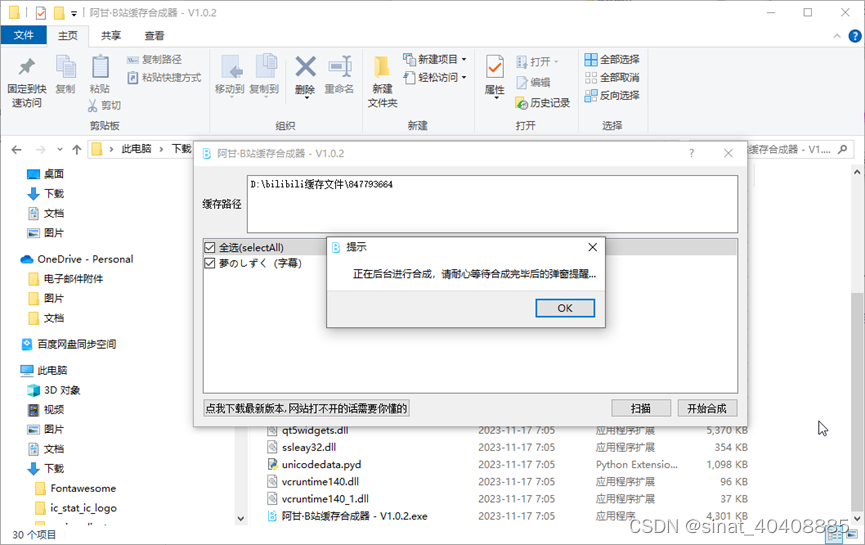 阿甘·B站缓存合成器 - V1.0.2
文件 主页 共享 查看
固定到快速访问
复制
粘贴
复制路径
粘贴快捷方式
剪切
剪贴板
移动到 复制到 删除 重命名
组织
新建文件夹
新建项目
轻松访问
新建
属性
打开
编辑
历史记录
打开
全部选择
全部取消
反向选择
选择
此电脑 下载
缓存合成器 - V1....
桌面
下载
文档
图片
OneDrive - Personal
电子邮件附件
图片
文档
百度网盘同步空间
此电脑
3D 对象
视频
图片
文档
下载
Fontawesome
ic_stat_ic_logo
阿甘·B站缓存合成器 - V1.0.2
?
缓存路径
D:\bilibili缓存文件\847793664
全选(selectAll)
夢のしずく (字幕)
提示
正在后台进行合成，请耐心等待合成完毕后的弹窗提醒...
OK
点我下载最新版本,网站打不开的话需要你懂的
扫描
开始合成
qt5widgets.dll 2023-11-17 7:05 应用程序扩展 5,370 KB
ssleay32.dll 2023-11-17 7:05 应用程序扩展 354 KB
unicodedata.pyd 2023-11-17 7:05 Python Extensio... 1,098 KB
vcruntime140.dll 2023-11-17 7:05 应用程序扩展 96 KB
vcruntime140_1.dll 2023-11-17 7:05 应用程序扩展 37 KB
阿甘·B站缓存合成器 - V1.0.2.exe 2023-11-17 7:05 应用程序 4,301 KB
30 个项目
CSDN @sinat_40408885